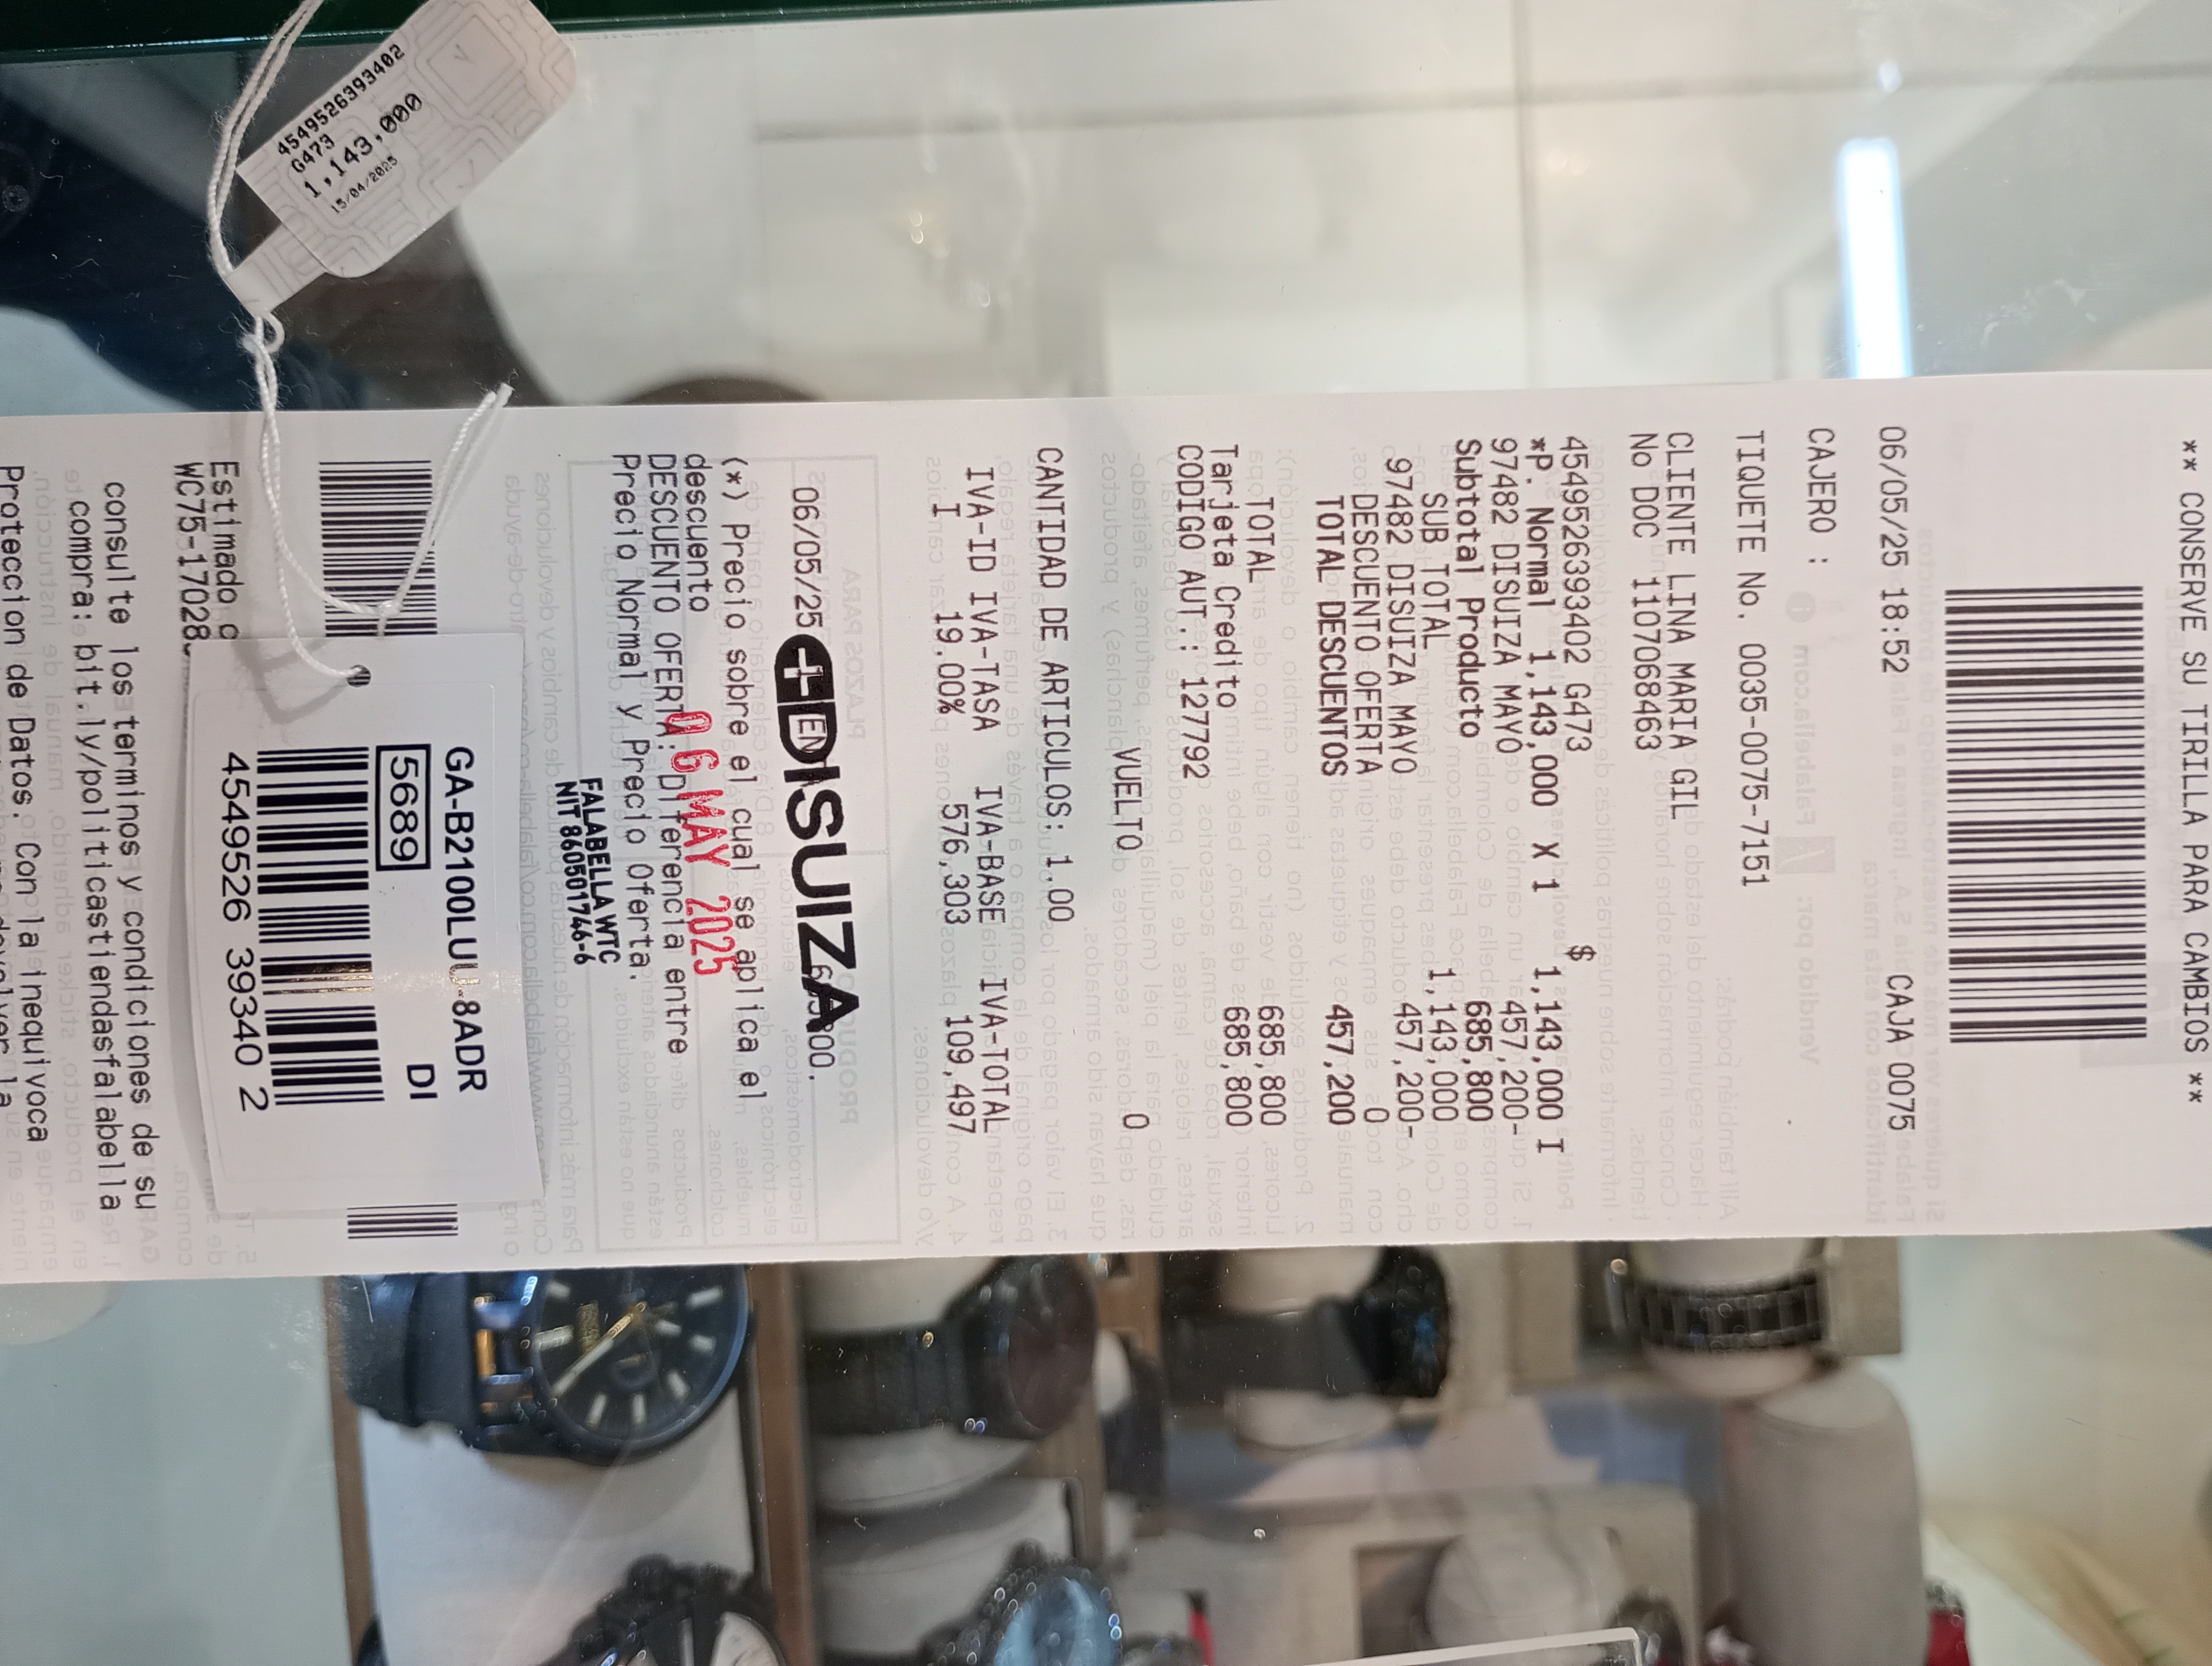 ** CONSERVE SU TIRILLA PARA CAMBIOS **
06/05/25 18:52 CAJA 0075
CAJERO :
TIQUETE No. 0035-0075-7151
CLIENTE LINA MARIA GIL
No DOC 1107068463
$
4549526393402 G473
*P. Normal 1,143,000 X 1 1,143,000 I
97482 DISUIZA MAYO 457,200-
Subtotal Producto 685,800
SUB TOTAL 1,143,000
97482 DISUIZA MAYO 457,200-
DESCUENTO OFERTA 0
TOTAL DESCUENTOS 457,200
TOTAL 685,800
Tarjeta Credito 685,800
CODIGO AUT.: 127792
VUELTO 0
CANTIDAD DE ARTICULOS: 1.00
IVA-ID IVA-TASA IVA-BASE IVA-TOTAL
I 19.00% 576,303 109,497
06/05/25
DISUIZA
(*) Precio sobre el cual se aplica el
descuento
06 MAY 2025
DESCUENTO OFERTA: Diferencia entre
Precio Normal y Precio Oferta.
FALABELLA WTC
NIT 860501746-6
GA-B2100LUU-8ADR
5689 DI
4549526 39340 2
Estimado
WC75-17028
consulte los terminos y condiciones de su
compra: bit.ly/politicastiendasfalabella
Proteccion de Datos. Con la inequivoca
4549526393402
G473
1,143,000
15/04/2025